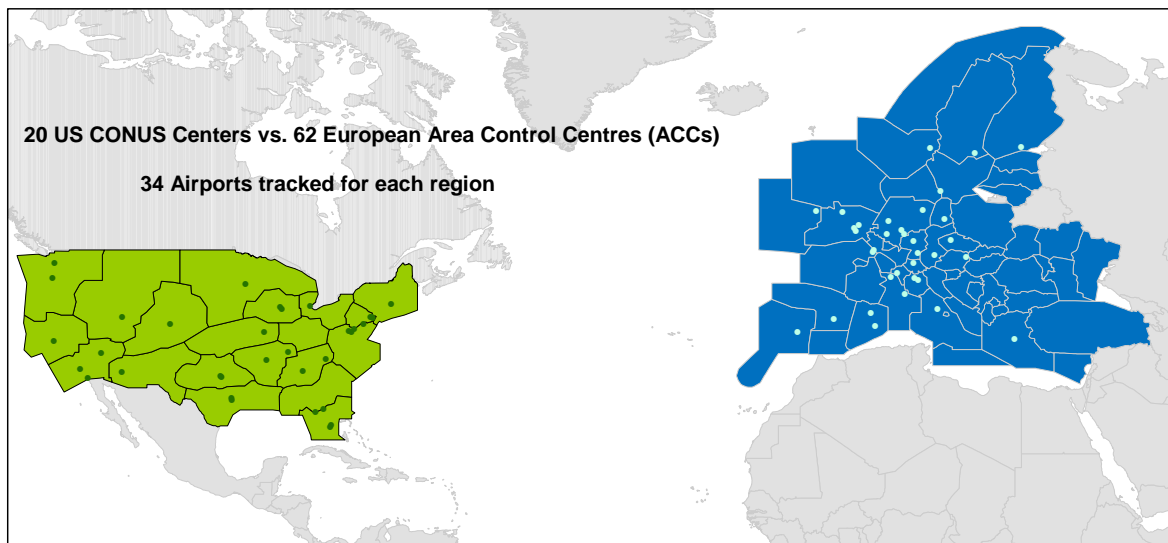 20 US CONUS Centers vs. 62 European Area Control Centres (ACCs)
34 Airports tracked for each region